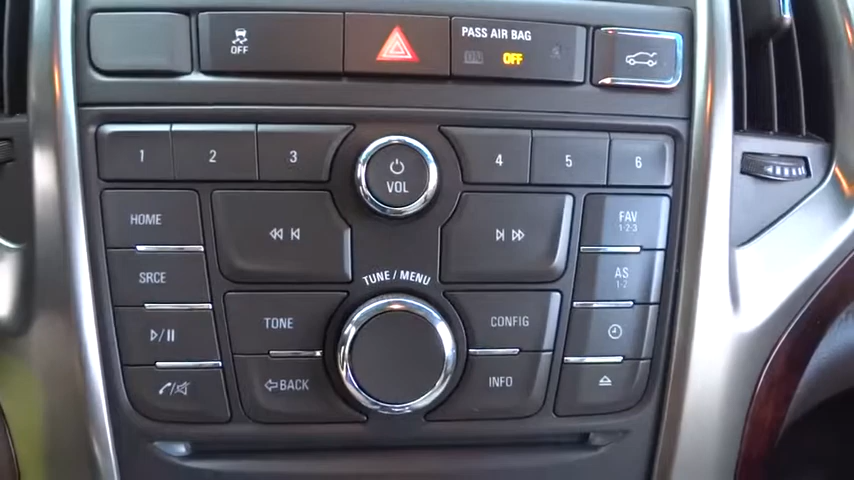 OFF
PASS AIR BAG
ON OFF
1 2 3 VOL 4 5 6
HOME
FAV
1·2·3
SRCE
TUNE / MENU
AS
1·2
TONE
CONFIG
BACK
INFO